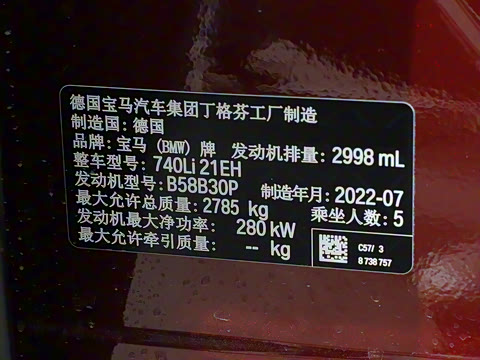 德国宝马汽车集团丁格芬工厂制造
制造国: 德国
品牌: 宝马 (BMW) 牌 发动机排量: 2998 mL
整车型号: 740Li 21EH
发动机型号: B58B30P 制造年月: 2022-07
最大允许总质量: 2785 kg 乘坐人数: 5
发动机最大净功率: 280 kW
最大允许牵引质量: -- kg
C57/ 3
8 738 757